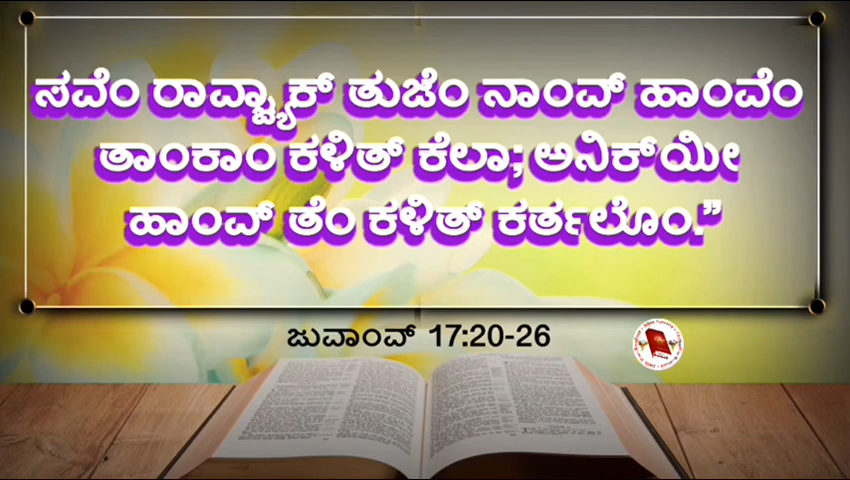 ಸವೆಂ ರಾವ್ಟ್ಯಾಕ್ ತುಜೆಂ ನಾಂವ್ ಹಾಂವೆಂ
ತಾಂಕಾಂ ಕಳಿತ್ ಕೆಲಾ; ಅನಿಕ್‌ಯೀ
ಹಾಂವ್ ತೆಂ ಕಳಿತ್ ಕರ್ತಲೊಂ.”
ಜುವಾಂವ್ 17:20-26